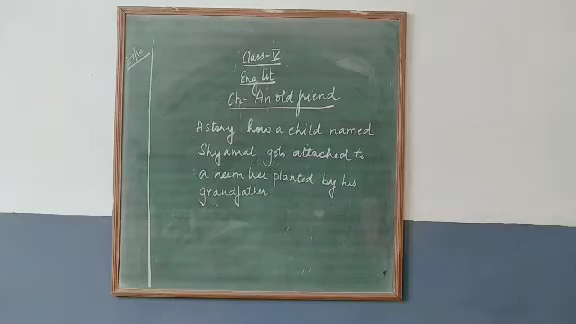 Class-V
Eng lit
Ch- An old friend
A story how a child named
Shyamal gets attached to
a neem tree planted by his
grandfather